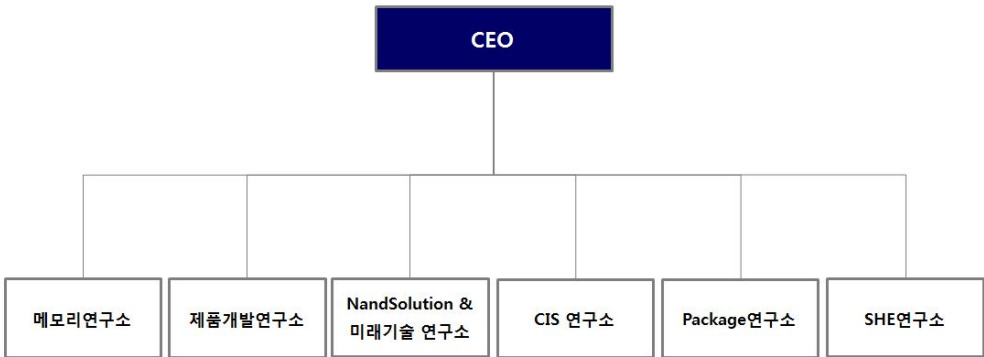 CEO
메모리연구소
제품개발연구소
NandSolution &
미래기술 연구소
CIS 연구소
Package연구소
SHE연구소